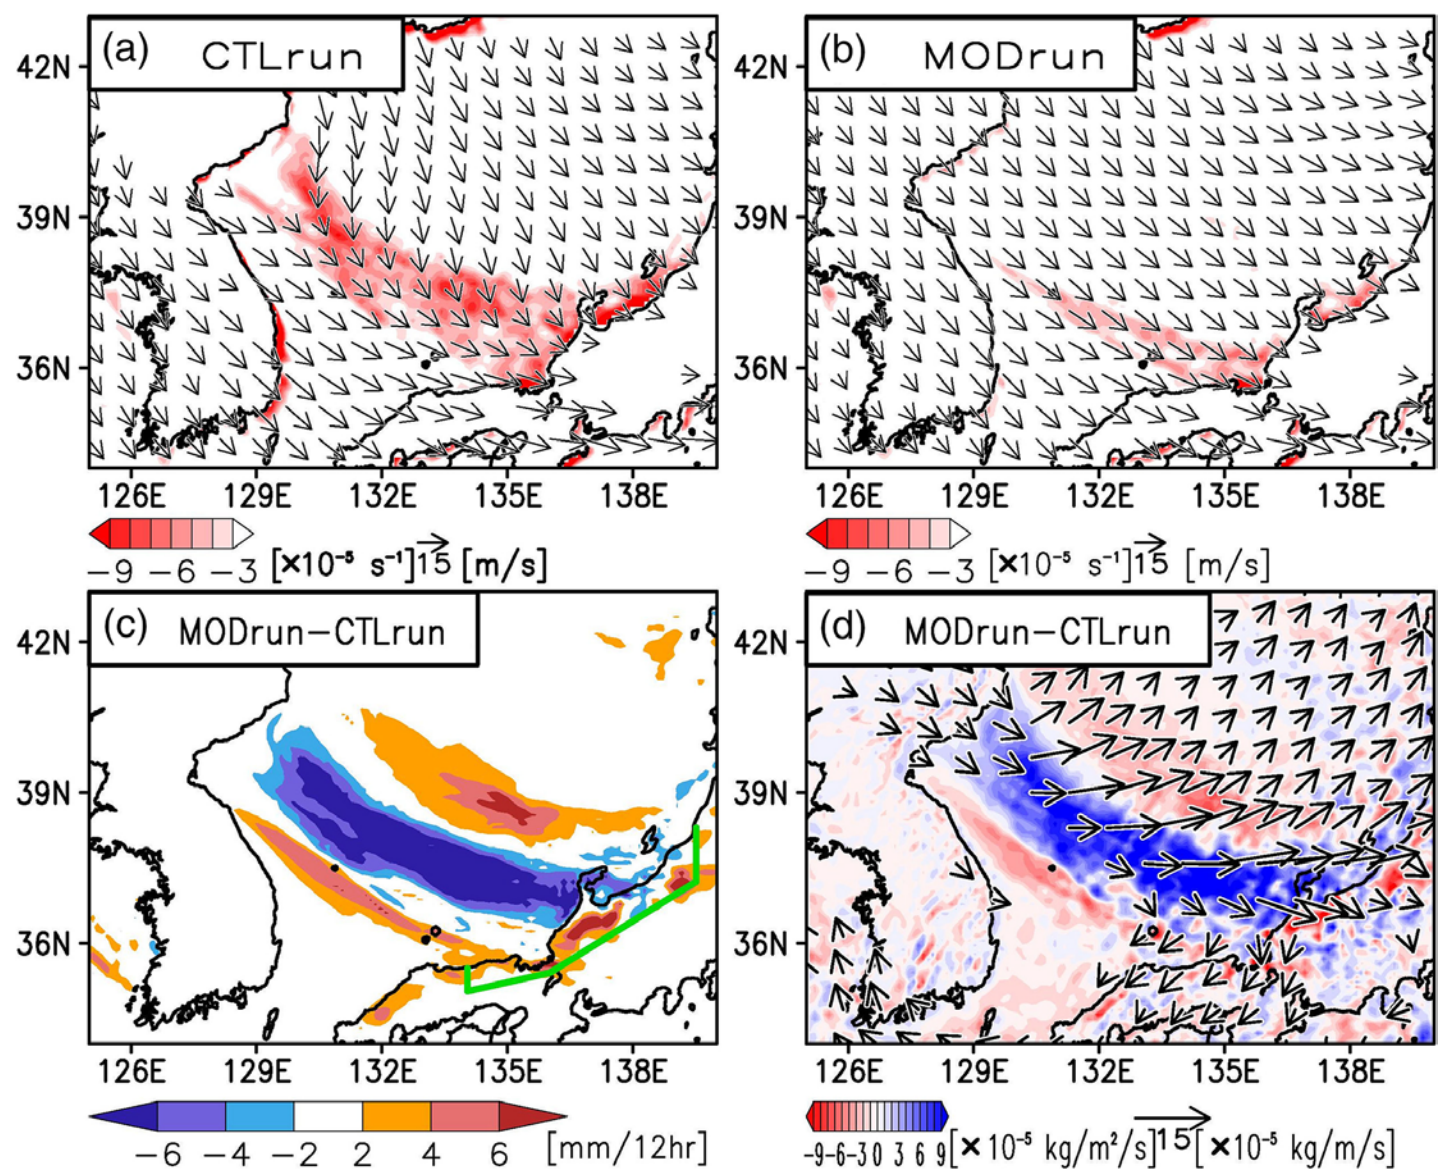 (a) CTLrun
42N
39N
36N
126E 129E 132E 135E 138E
−9 −6 −3 [×10⁻⁵ s⁻¹] 15 [m/s]
(b) MODrun
42N
39N
36N
126E 129E 132E 135E 138E
−9 −6 −3 [×10⁻⁵ s⁻¹] 15 [m/s]
(c) MODrun−CTLrun
42N
39N
36N
126E 129E 132E 135E 138E
−6 −4 −2 2 4 6 [mm/12hr]
(d) MODrun−CTLrun
42N
39N
36N
126E 129E 132E 135E 138E
−9−6−3 0 3 6 9 [×10⁻⁵ kg/m²/s] 15 [×10⁻⁵ kg/m/s]